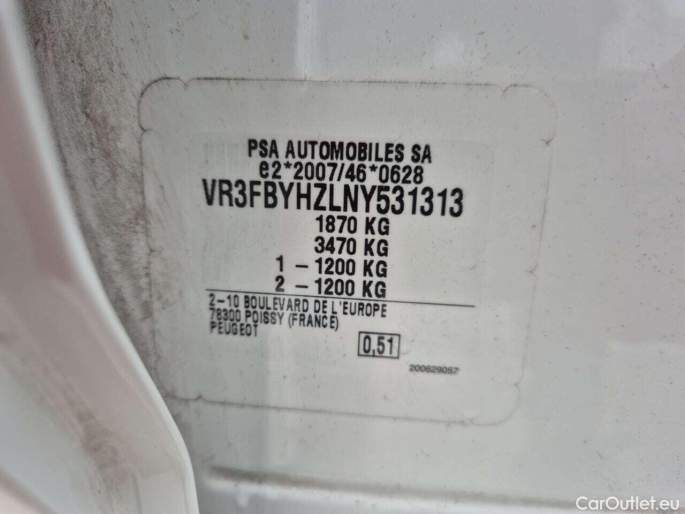 PSA AUTOMOBILES SA
e2*2007/46*0628
VR3FBYHZLNY531313
1870 KG
3470 KG
1 - 1200 KG
2 - 1200 KG
2-10 BOULEVARD DE L'EUROPE
78300 POISSY (FRANCE)
PEUGEOT
0,51
200629057
CarOutlet.eu